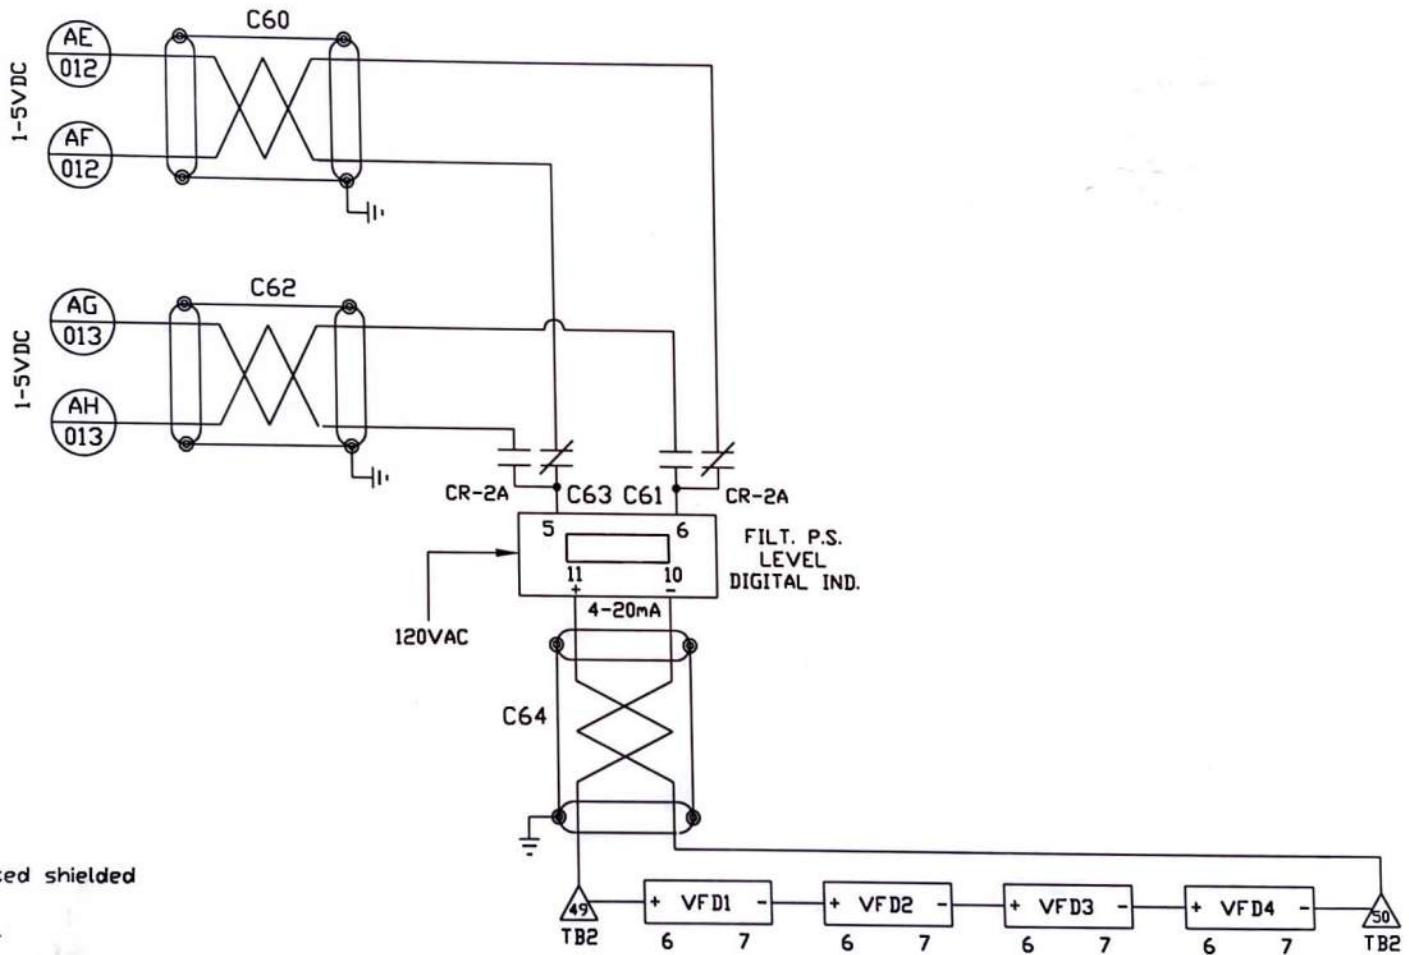 C60
AE
012
1-5VDC
AF
012
C62
AG
013
1-5VDC
AH
013
CR-2A
C63 C61
CR-2A
5
6
11
10
+
-
FILT. P.S.
LEVEL
DIGITAL IND.
4-20mA
120VAC
C64
shielded
49
TB2
+ VFD1 -
6 7
+ VFD2 -
6 7
+ VFD3 -
6 7
+ VFD4 -
6 7
50
TB2